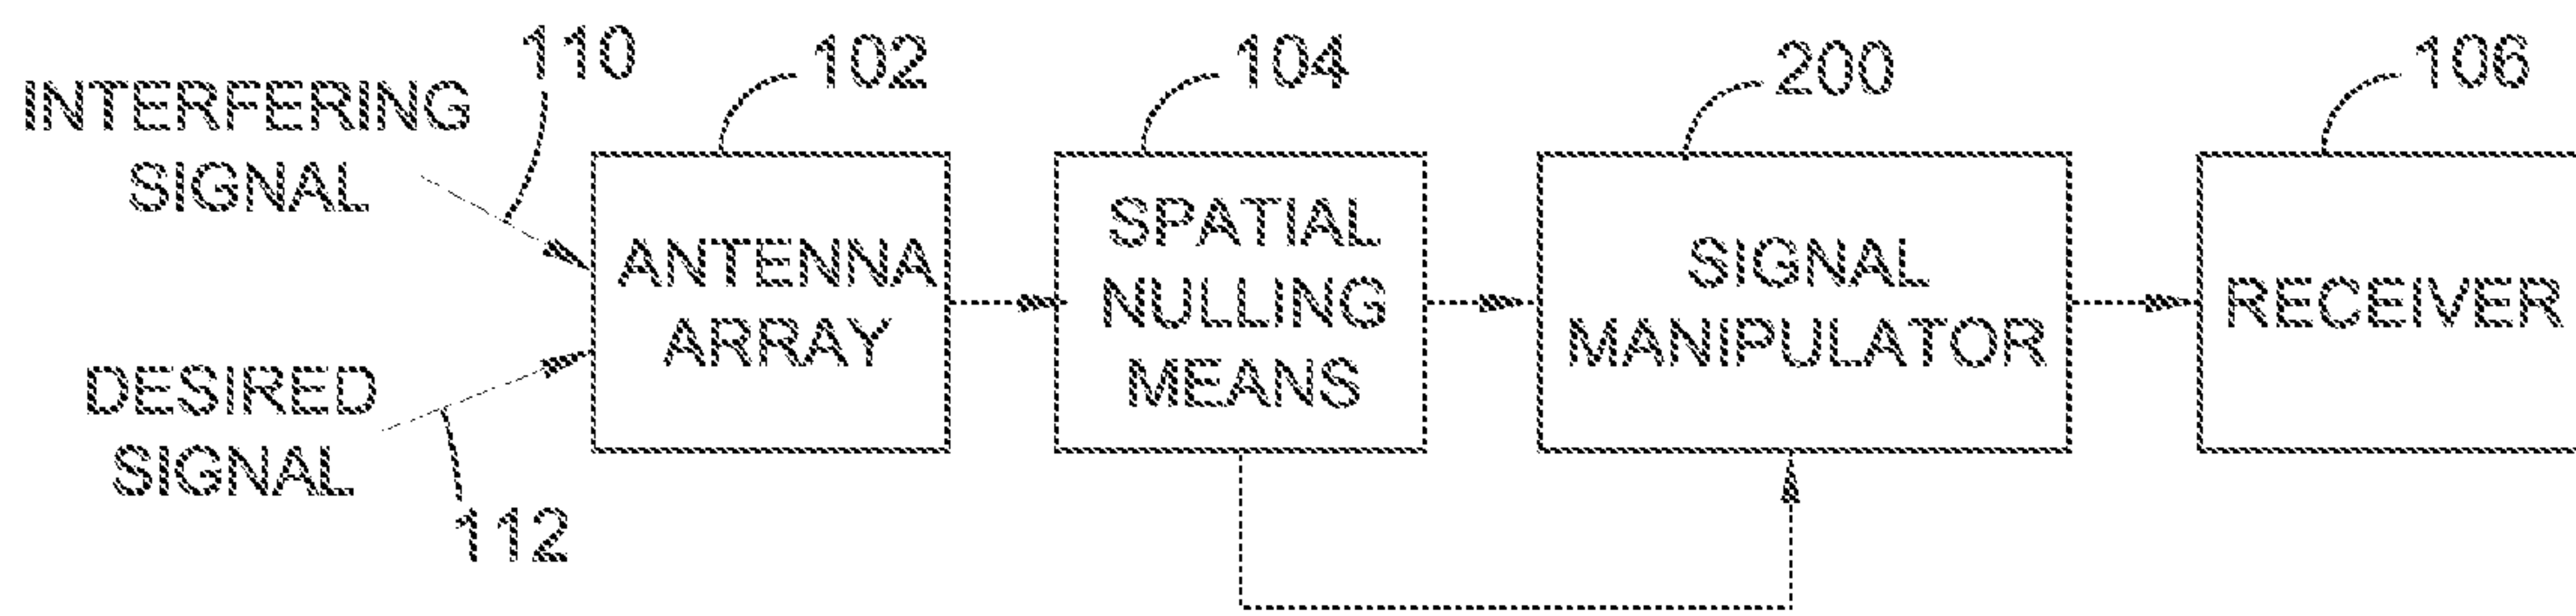 110
102
104
200
106
INTERFERING
SIGNAL
DESIRED
SIGNAL
112
ANTENNA
ARRAY
SPATIAL
NULLING
MEANS
SIGNAL
MANIPULATOR
RECEIVER